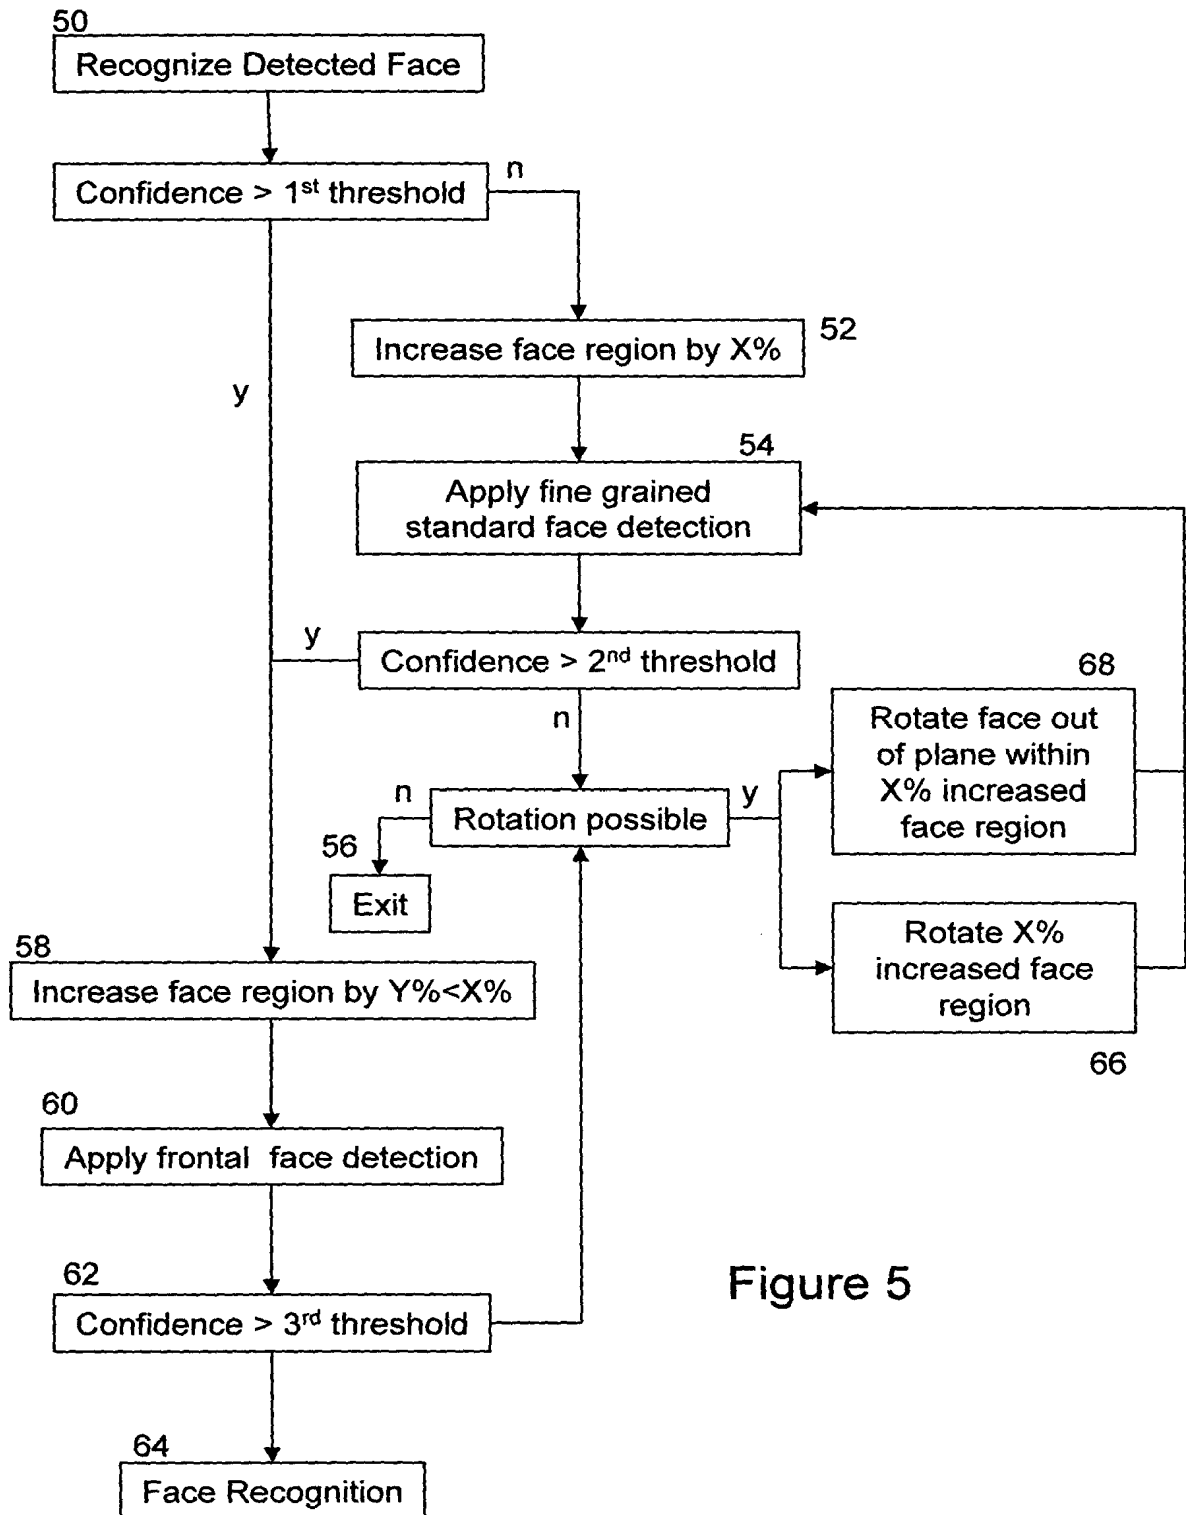 50
Recognize Detected Face
Confidence > 1st threshold
n
Increase face region by X%
52
y
54
Apply fine grained
standard face detection
y
Confidence > 2nd threshold
n
68
Rotate face out
of plane within
X% increased
face region
n
Rotation possible
y
56
Exit
Rotate X%
increased face
region
66
58
Increase face region by Y%<X%
60
Apply frontal face detection
62
Confidence > 3rd threshold
Figure 5
64
Face Recognition